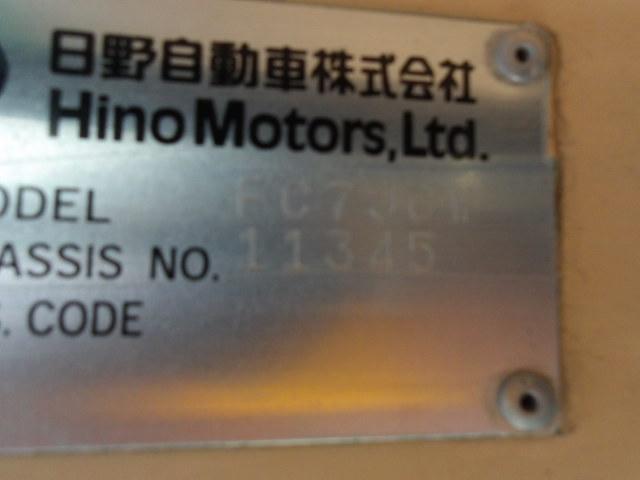 日野自動車株式会社
Hino Motors, Ltd.
ODEL
ASSIS NO. 11345
. CODE